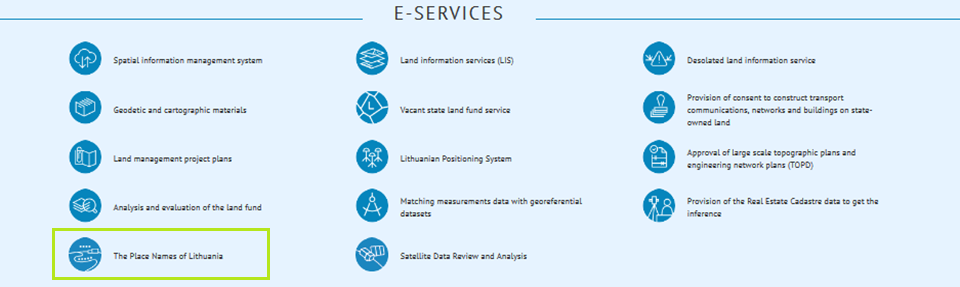 E-SERVICES
Spatial information management system
Land information services (LIS)
Desolated land information service
Geodetic and cartographic materials
Vacant state land fund service
Provision of consent to construct transport
communications, networks and buildings on state-
owned land
Land management project plans
Lithuanian Positioning System
Approval of large scale topographic plans and
engineering network plans (TOPD)
Analysis and evaluation of the land fund
Matching measurements data with georeferential
datasets
Provision of the Real Estate Cadastre data to get the
inference
The Place Names of Lithuania
Satellite Data Review and Analysis